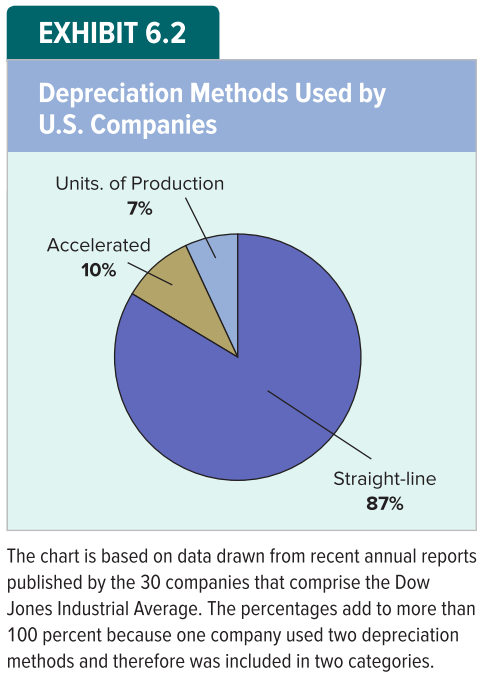 EXHIBIT 6.2
Depreciation Methods Used by
U.S. Companies
Units. of Production
7%
Accelerated
10%
Straight-line
87%
The chart is based on data drawn from recent annual reports
published by the 30 companies that comprise the Dow
Jones Industrial Average. The percentages add to more than
100 percent because one company used two depreciation
methods and therefore was included in two categories.